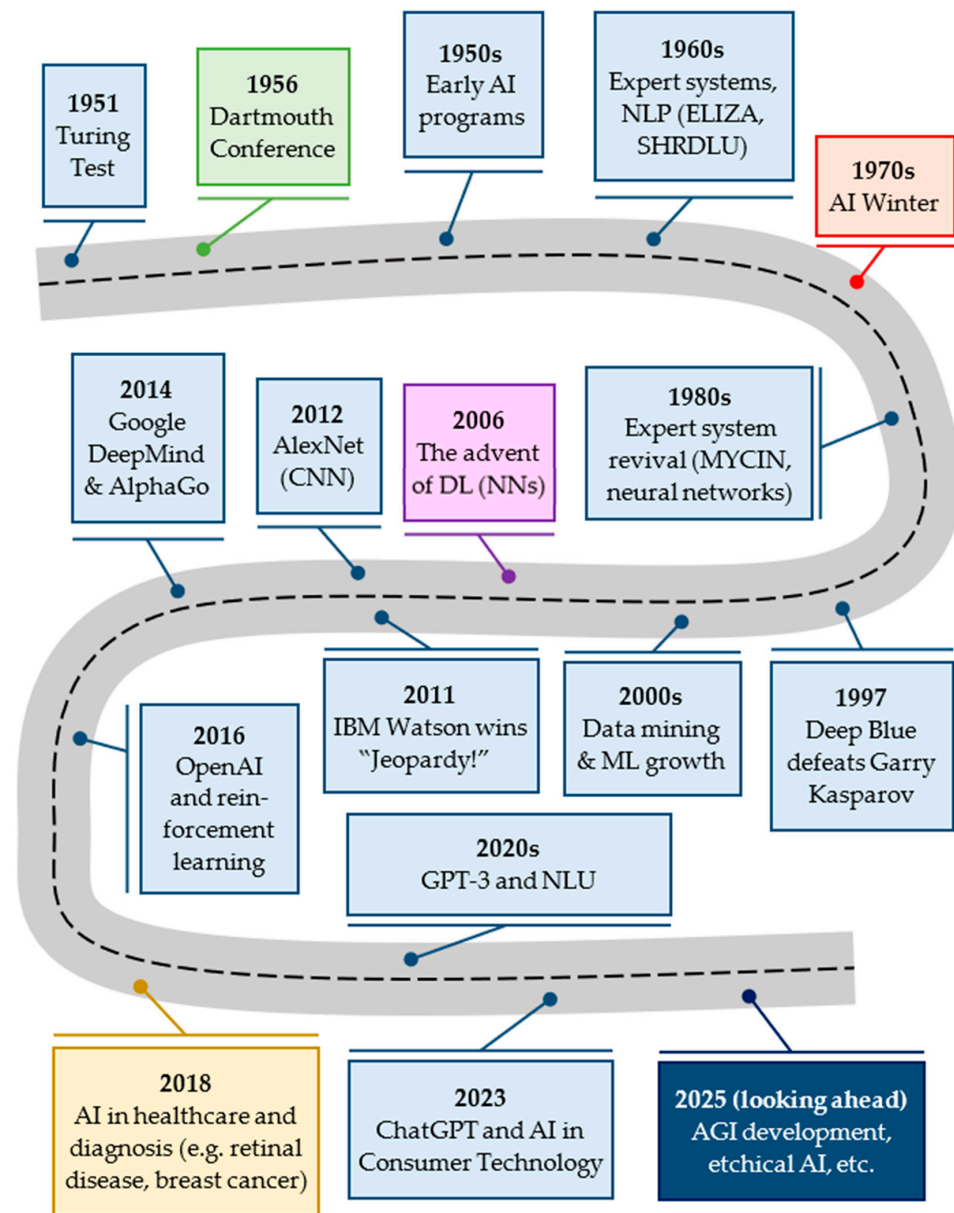 1951
Turing
Test
1956
Dartmouth
Conference
1950s
Early AI
programs
1960s
Expert systems,
NLP (ELIZA,
SHRDLU)
1970s
AI Winter
1980s
Expert system
revival (MYCIN,
neural networks)
1997
Deep Blue
defeats Garry
Kasparov
2000s
Data mining
& ML growth
2006
The advent
of DL (NNs)
2011
IBM Watson wins
“Jeopardy!”
2012
AlexNet
(CNN)
2014
Google
DeepMind
& AlphaGo
2016
OpenAI
and rein-
forcement
learning
2018
AI in healthcare and
diagnosis (e.g. retinal
disease, breast cancer)
2020s
GPT-3 and NLU
2023
ChatGPT and AI in
Consumer Technology
2025 (looking ahead)
AGI development,
etchical AI, etc.